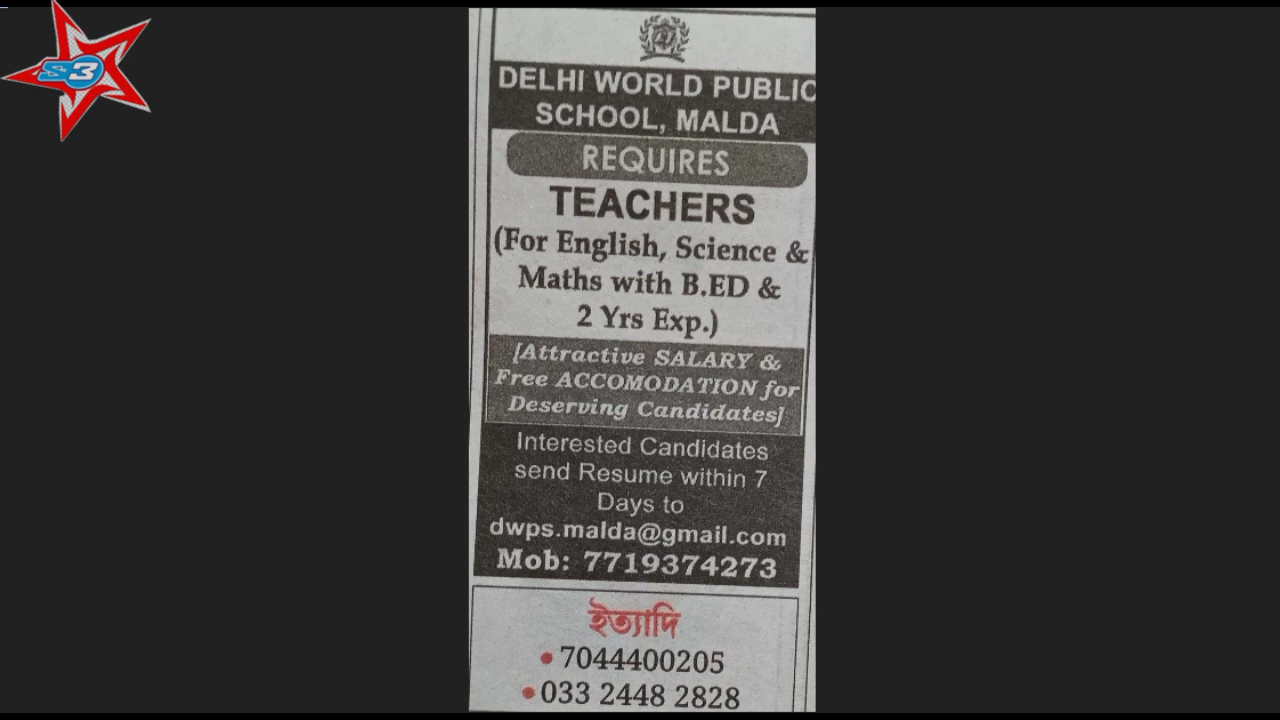 S3
DELHI WORLD PUBLIC
SCHOOL, MALDA
REQUIRES
TEACHERS
(For English, Science &
Maths with B.ED &
2 Yrs Exp.)
[Attractive SALARY &
Free ACCOMODATION for
Deserving Candidates]
Interested Candidates
send Resume within 7
Days to
dwps.malda@gmail.com
Mob: 7719374273
ইত্যাদি
•7044400205
•033 2448 2828